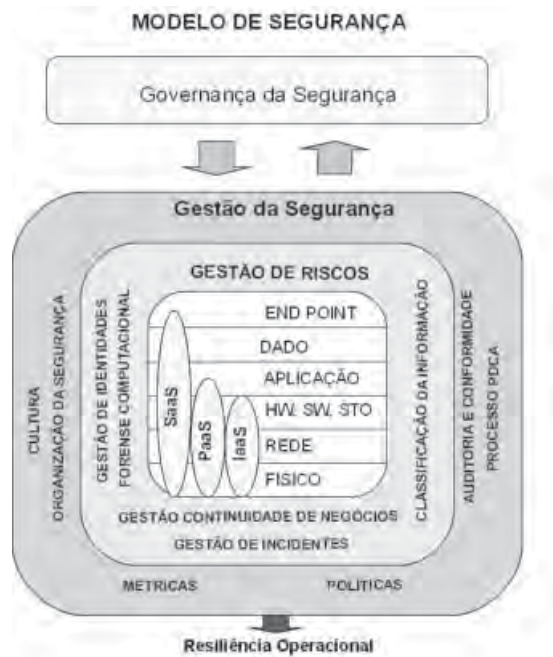 MODELO DE SEGURANÇA
Governança da Segurança
Gestão da Segurança
GESTÃO DE RISCOS
CULTURA
ORGANIZAÇÃO DA SEGURANÇA
GESTÃO DE IDENTIDADES
FORENSE COMPUTACIONAL
SaaS
PaaS
IaaS
END POINT
DADO
APLICAÇÃO
HW. SW. STO
REDE
FISICO
CLASSIFICAÇÃO DA INFORMAÇÃO
AUDITORIA E CONFORMIDADE
PROCESSO PDCA
GESTÃO CONTINUIDADE DE NEGÓCIOS
GESTÃO DE INCIDENTES
METRICAS
POLÍTICAS
Resiliência Operacional